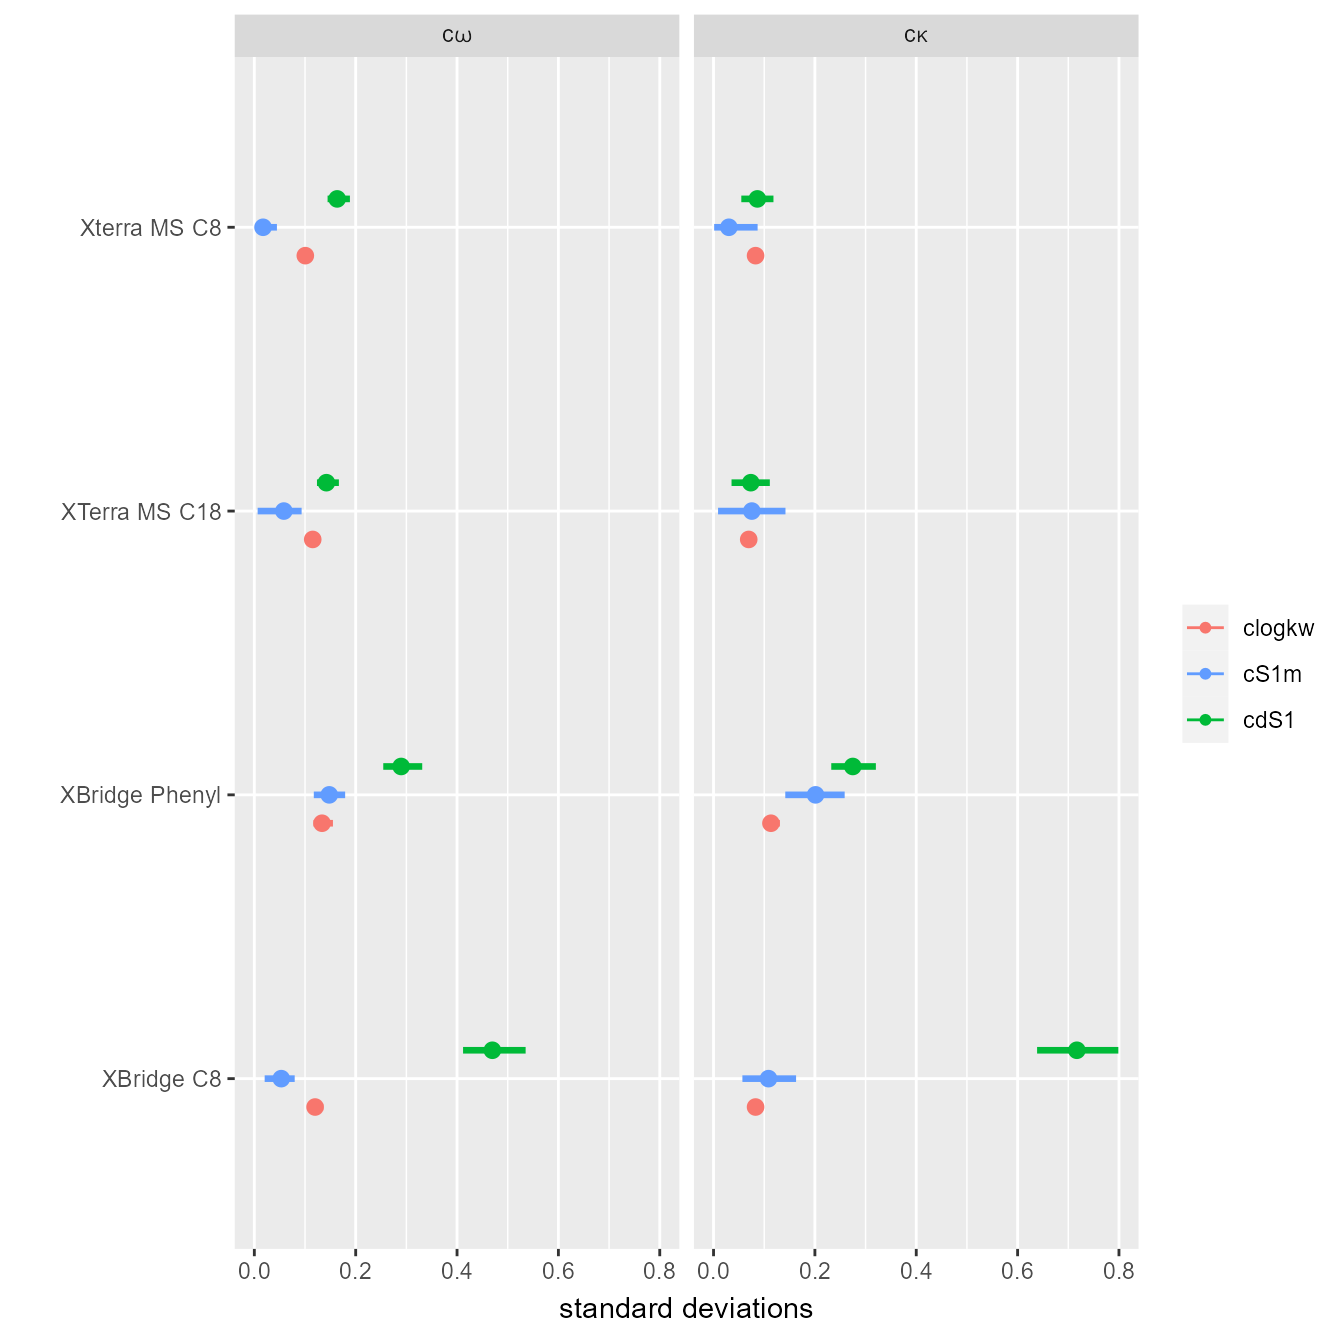 cω cκ
Xterra MS C8
XTerra MS C18
XBridge Phenyl
XBridge C8
0.0 0.2 0.4 0.6 0.8 0.0 0.2 0.4 0.6 0.8
standard deviations
clogkw
cS1m
cdS1